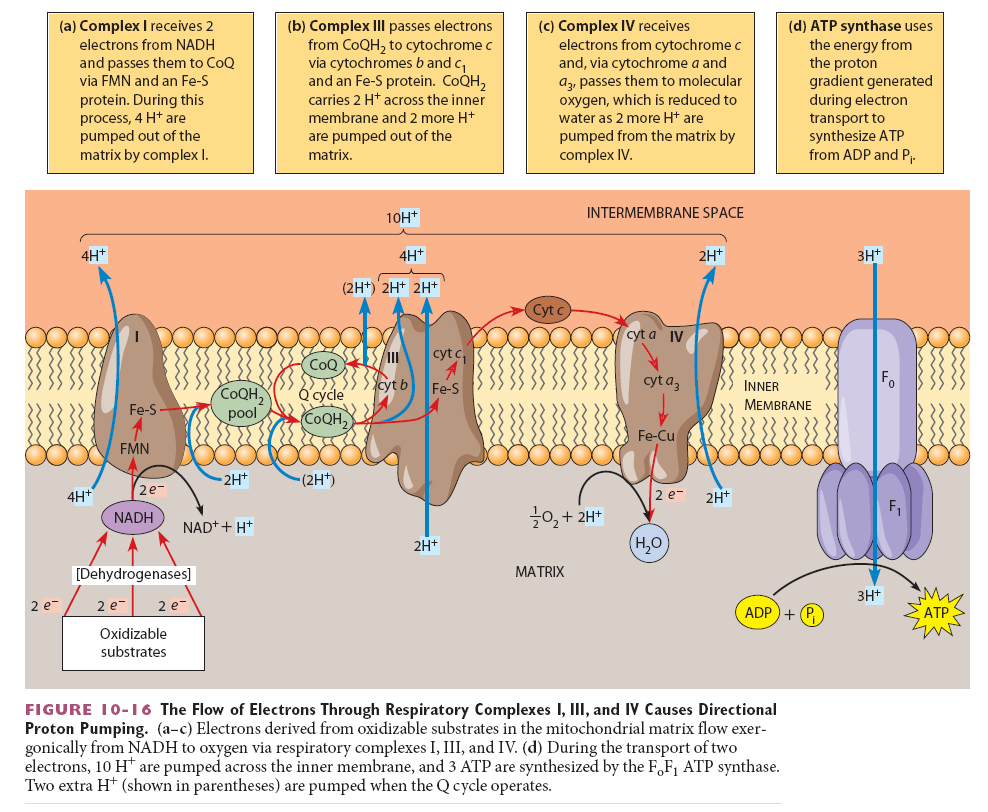 (a) Complex I receives 2
electrons from NADH
and passes them to CoQ
via FMN and an Fe-S
protein. During this
process, 4 H⁺ are
pumped out of the
matrix by complex I.
(b) Complex III passes electrons
from CoQH₂ to cytochrome c
via cytochromes b and c₁
and an Fe-S protein. CoQH₂
carries 2 H⁺ across the inner
membrane and 2 more H⁺
are pumped out of the
matrix.
(c) Complex IV receives
electrons from cytochrome c
and, via cytochrome a and
a₃, passes them to molecular
oxygen, which is reduced to
water as 2 more H⁺ are
pumped from the matrix by
complex IV.
(d) ATP synthase uses
the energy from
the proton
gradient generated
during electron
transport to
synthesize ATP
from ADP and Pᵢ.
INTERMEMBRANE SPACE
10H⁺
4H⁺
4H⁺
2H⁺
3H⁺
(2H⁺) 2H⁺ 2H⁺
Cyt c
I
III
cyt a
IV
CoQ
cyt c₁
cyt b
Q cycle
Fe-S
cyt a₃
INNER
MEMBRANE
F₀
CoQH₂
pool
Fe-S
CoQH₂
FMN
Fe-Cu
2H⁺
(2H⁺)
4H⁺
2 e⁻
2 e⁻
2H⁺
F₁
NADH
NAD⁺ + H⁺
½O₂ + 2H⁺
2H⁺
H₂O
MATRIX
[Dehydrogenases]
3H⁺
2 e⁻
2 e⁻
2 e⁻
ADP + Pᵢ
ATP
Oxidizable
substrates
FIGURE 10-16 The Flow of Electrons Through Respiratory Complexes I, III, and IV Causes Directional
Proton Pumping. (a–c) Electrons derived from oxidizable substrates in the mitochondrial matrix flow exer-
gonically from NADH to oxygen via respiratory complexes I, III, and IV. (d) During the transport of two
electrons, 10 H⁺ are pumped across the inner membrane, and 3 ATP are synthesized by the FₒF₁ ATP synthase.
Two extra H⁺ (shown in parentheses) are pumped when the Q cycle operates.